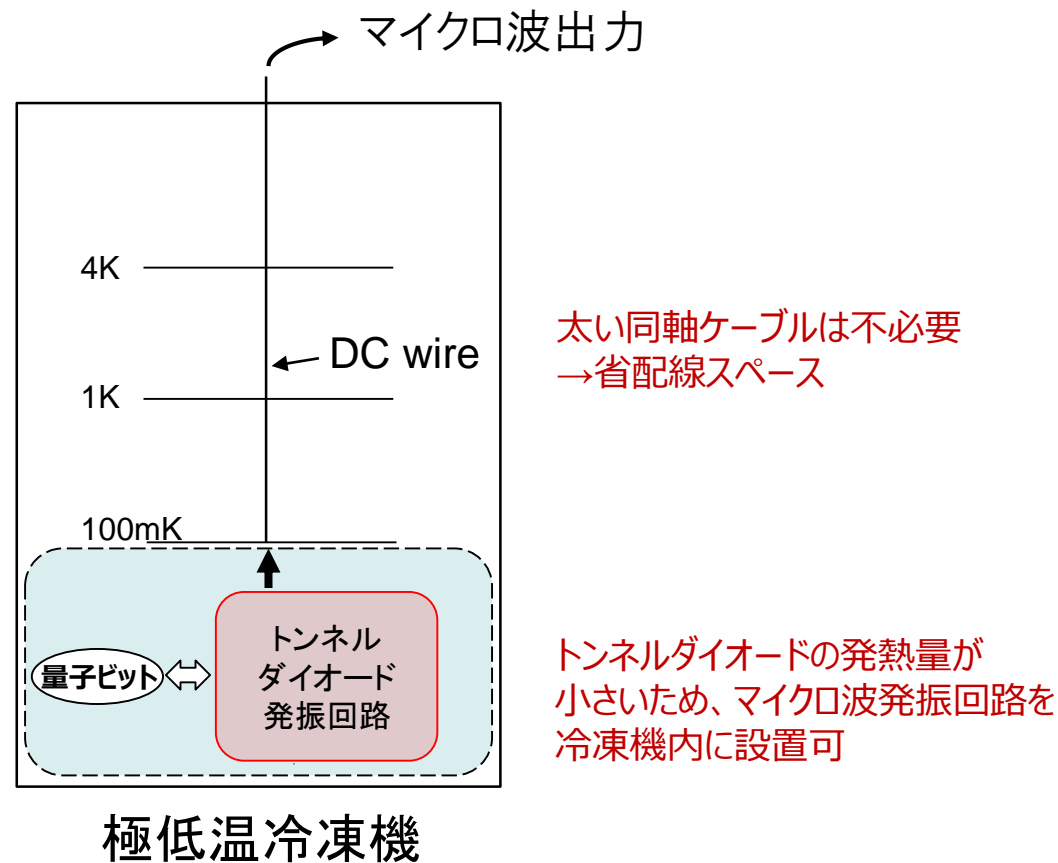 マイクロ波出力
4K
DC wire
太い同軸ケーブルは不必要
→省配線スペース
1K
100mK
トンネル
ダイオード
発振回路
量子ビット
トンネルダイオードの発熱量が
小さいため、マイクロ波発振回路を
冷凍機内に設置可
極低温冷凍機